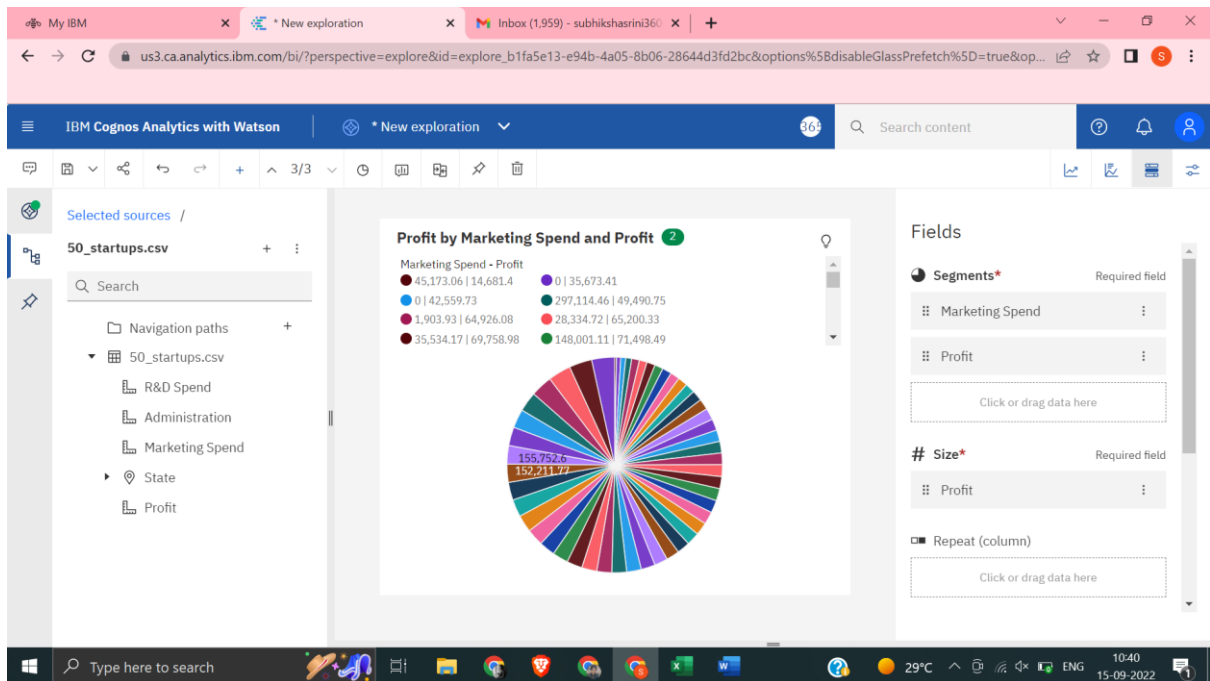 My IBM
* New exploration
Inbox (1,959) - subhikshasrini360
us3.ca.analytics.ibm.com/bi/?perspective=explore&id=explore_b1fa5e13-e94b-4a05-8b06-28644d3fd2bc&options%5BdisableGlassPrefetch%5D=true&op...
S
IBM Cognos Analytics with Watson
* New exploration
365
Search content
3/3
Selected sources /
50_startups.csv
Search
Navigation paths
50_startups.csv
R&D Spend
Administration
Marketing Spend
State
Profit
Profit by Marketing Spend and Profit 2
Marketing Spend - Profit
45,173.06 | 14,681.4 0 | 35,673.41
0 | 42,559.73 297,114.46 | 49,490.75
1,903.93 | 64,926.08 28,334.72 | 65,200.33
35,534.17 | 69,758.98 148,001.11 | 71,498.49
155,752.6
152,211.77
Fields
Segments* Required field
Marketing Spend
Profit
Click or drag data here
# Size* Required field
Profit
Repeat (column)
Click or drag data here
Type here to search
29°C
ENG
10:40
15-09-2022
1